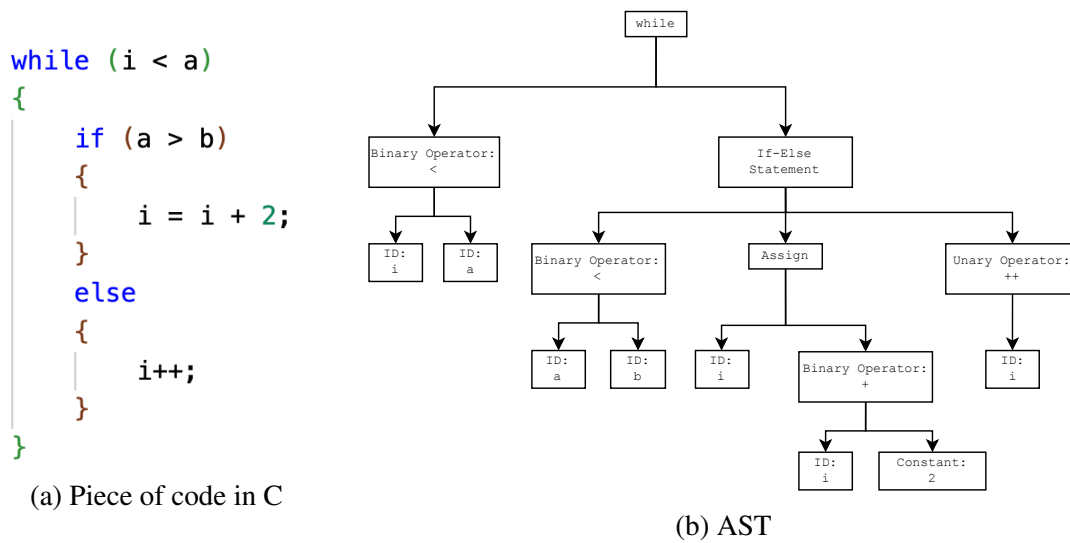 while (i < a)
{
if (a > b)
{
i = i + 2;
}
else
{
i++;
}
}
(a) Piece of code in C
while
Binary Operator:
<
If-Else
Statement
ID:
i
ID:
a
Binary Operator:
<
Assign
Unary Operator:
++
ID:
a
ID:
b
ID:
i
Binary Operator:
+
ID:
i
ID:
i
Constant:
2
(b) AST